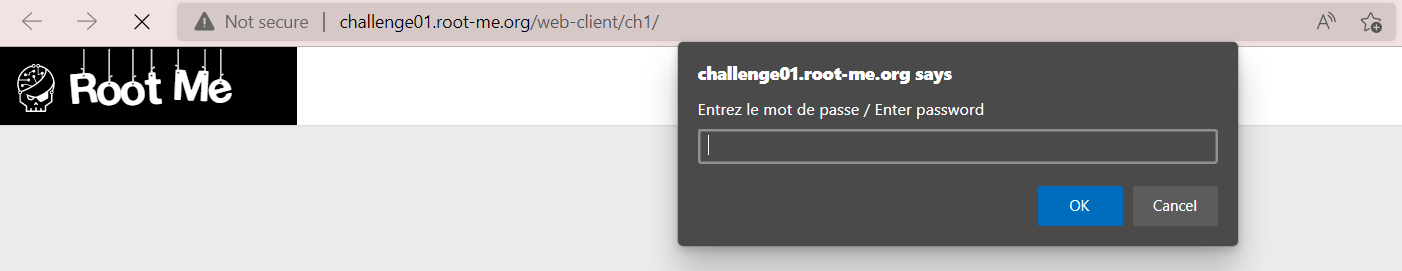 Not secure | challenge01.root-me.org/web-client/ch1/
Root Me
challenge01.root-me.org says
Entrez le mot de passe / Enter password
OK Cancel